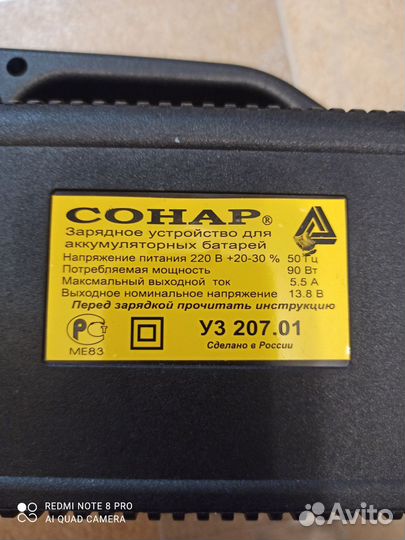 СОНАР®
Зарядное устройство для
аккумуляторных батарей
Напряжение питания 220 В +20-30 % 50 Гц
Потребляемая мощность 90 Вт
Максмальный выходной ток 5.5 А
Выходное номинальное напряжение 13.8 В
Перед зарядкой прочитать инструкцию
РСТ
МЕ83
УЗ 207.01
Сделано в России
REDMI NOTE 8 PRO
AI QUAD CAMERA
Avito